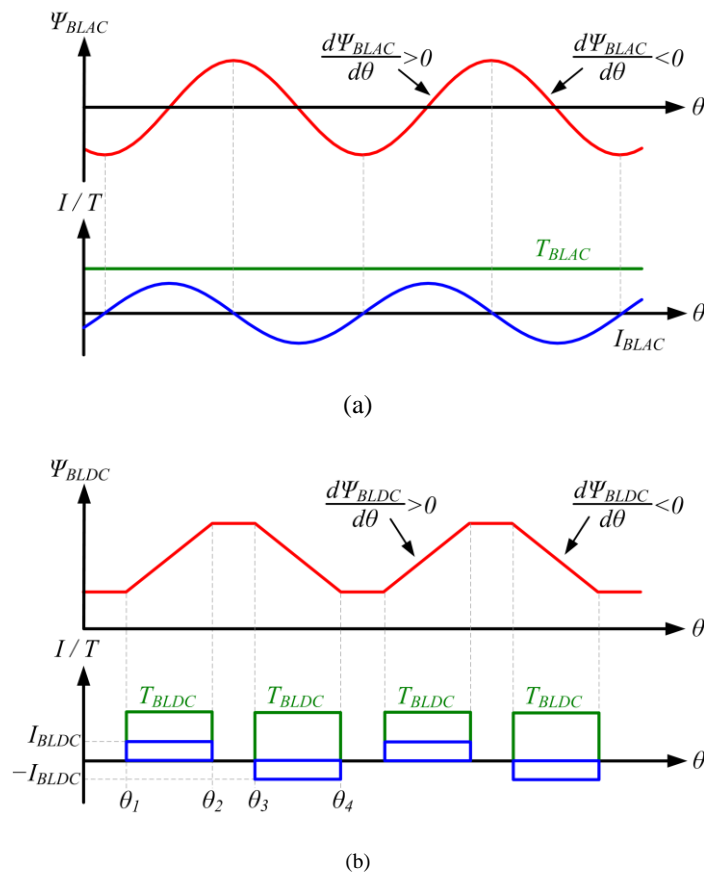 Ψ_BLAC
dΨ_BLAC/dθ>0
dΨ_BLAC/dθ<0
θ
I / T
T_BLAC
θ
I_BLAC
(a)
Ψ_BLDC
dΨ_BLDC/dθ>0
dΨ_BLDC/dθ<0
θ
I / T
T_BLDC T_BLDC T_BLDC T_BLDC
I_BLDC
θ
−I_BLDC
θ_1 θ_2 θ_3 θ_4
(b)